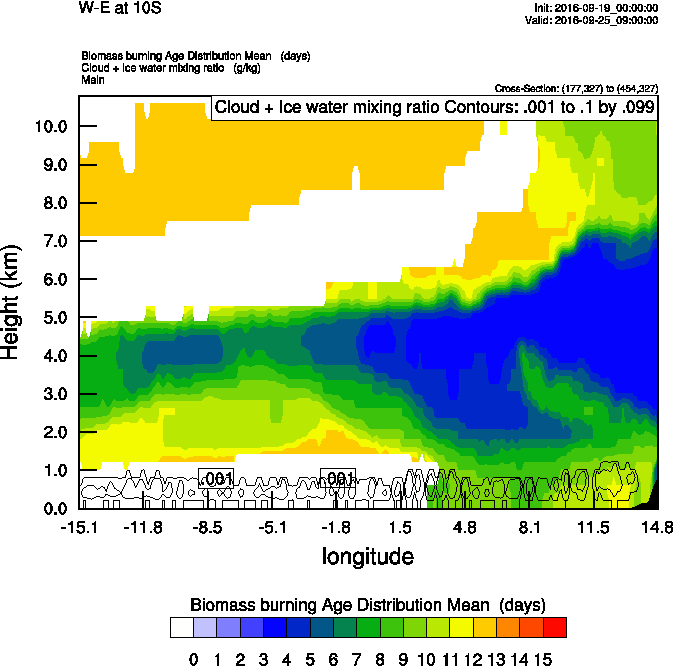 W-E at 10S
Init: 2016-09-19_00:00:00
Valid: 2016-09-25_09:00:00
Biomass burning Age Distribution Mean (days)
Cloud + Ice water mixing ratio (g/kg)
Main
Cross-Section: (177,327) to (454,327)
Cloud + Ice water mixing ratio Contours: .001 to .1 by .099
Height (km)
10.0
9.0
8.0
7.0
6.0
5.0
4.0
3.0
2.0
1.0
0.0
.001 .001
-15.1 -11.8 -8.5 -5.1 -1.8 1.5 4.8 8.1 11.5 14.8
longitude
Biomass burning Age Distribution Mean (days)
0 1 2 3 4 5 6 7 8 9 10 11 12 13 14 15